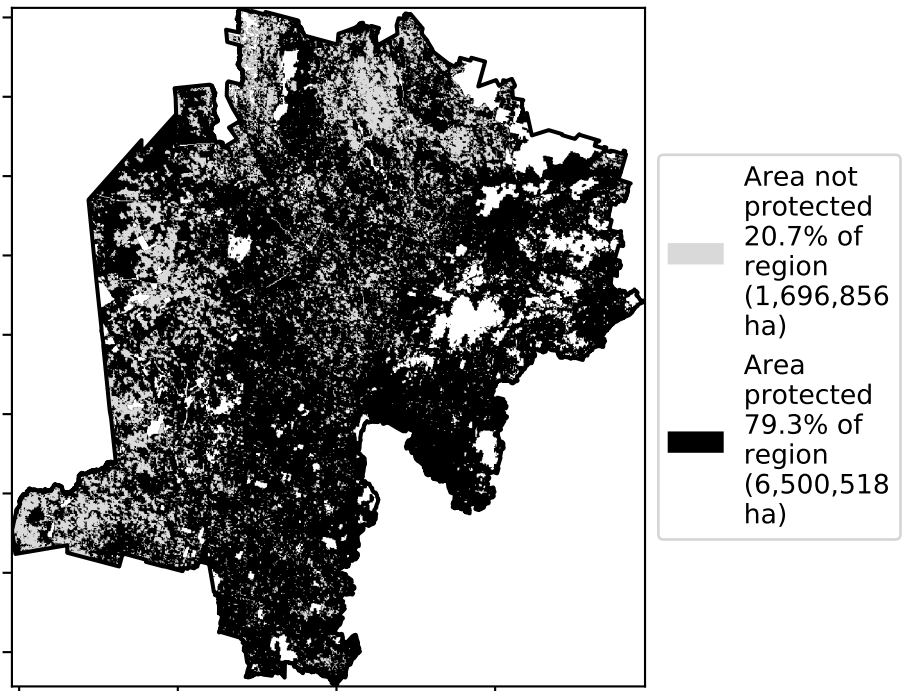 Area not
protected
20.7% of
region
(1,696,856
ha)
Area
protected
79.3% of
region
(6,500,518
ha)